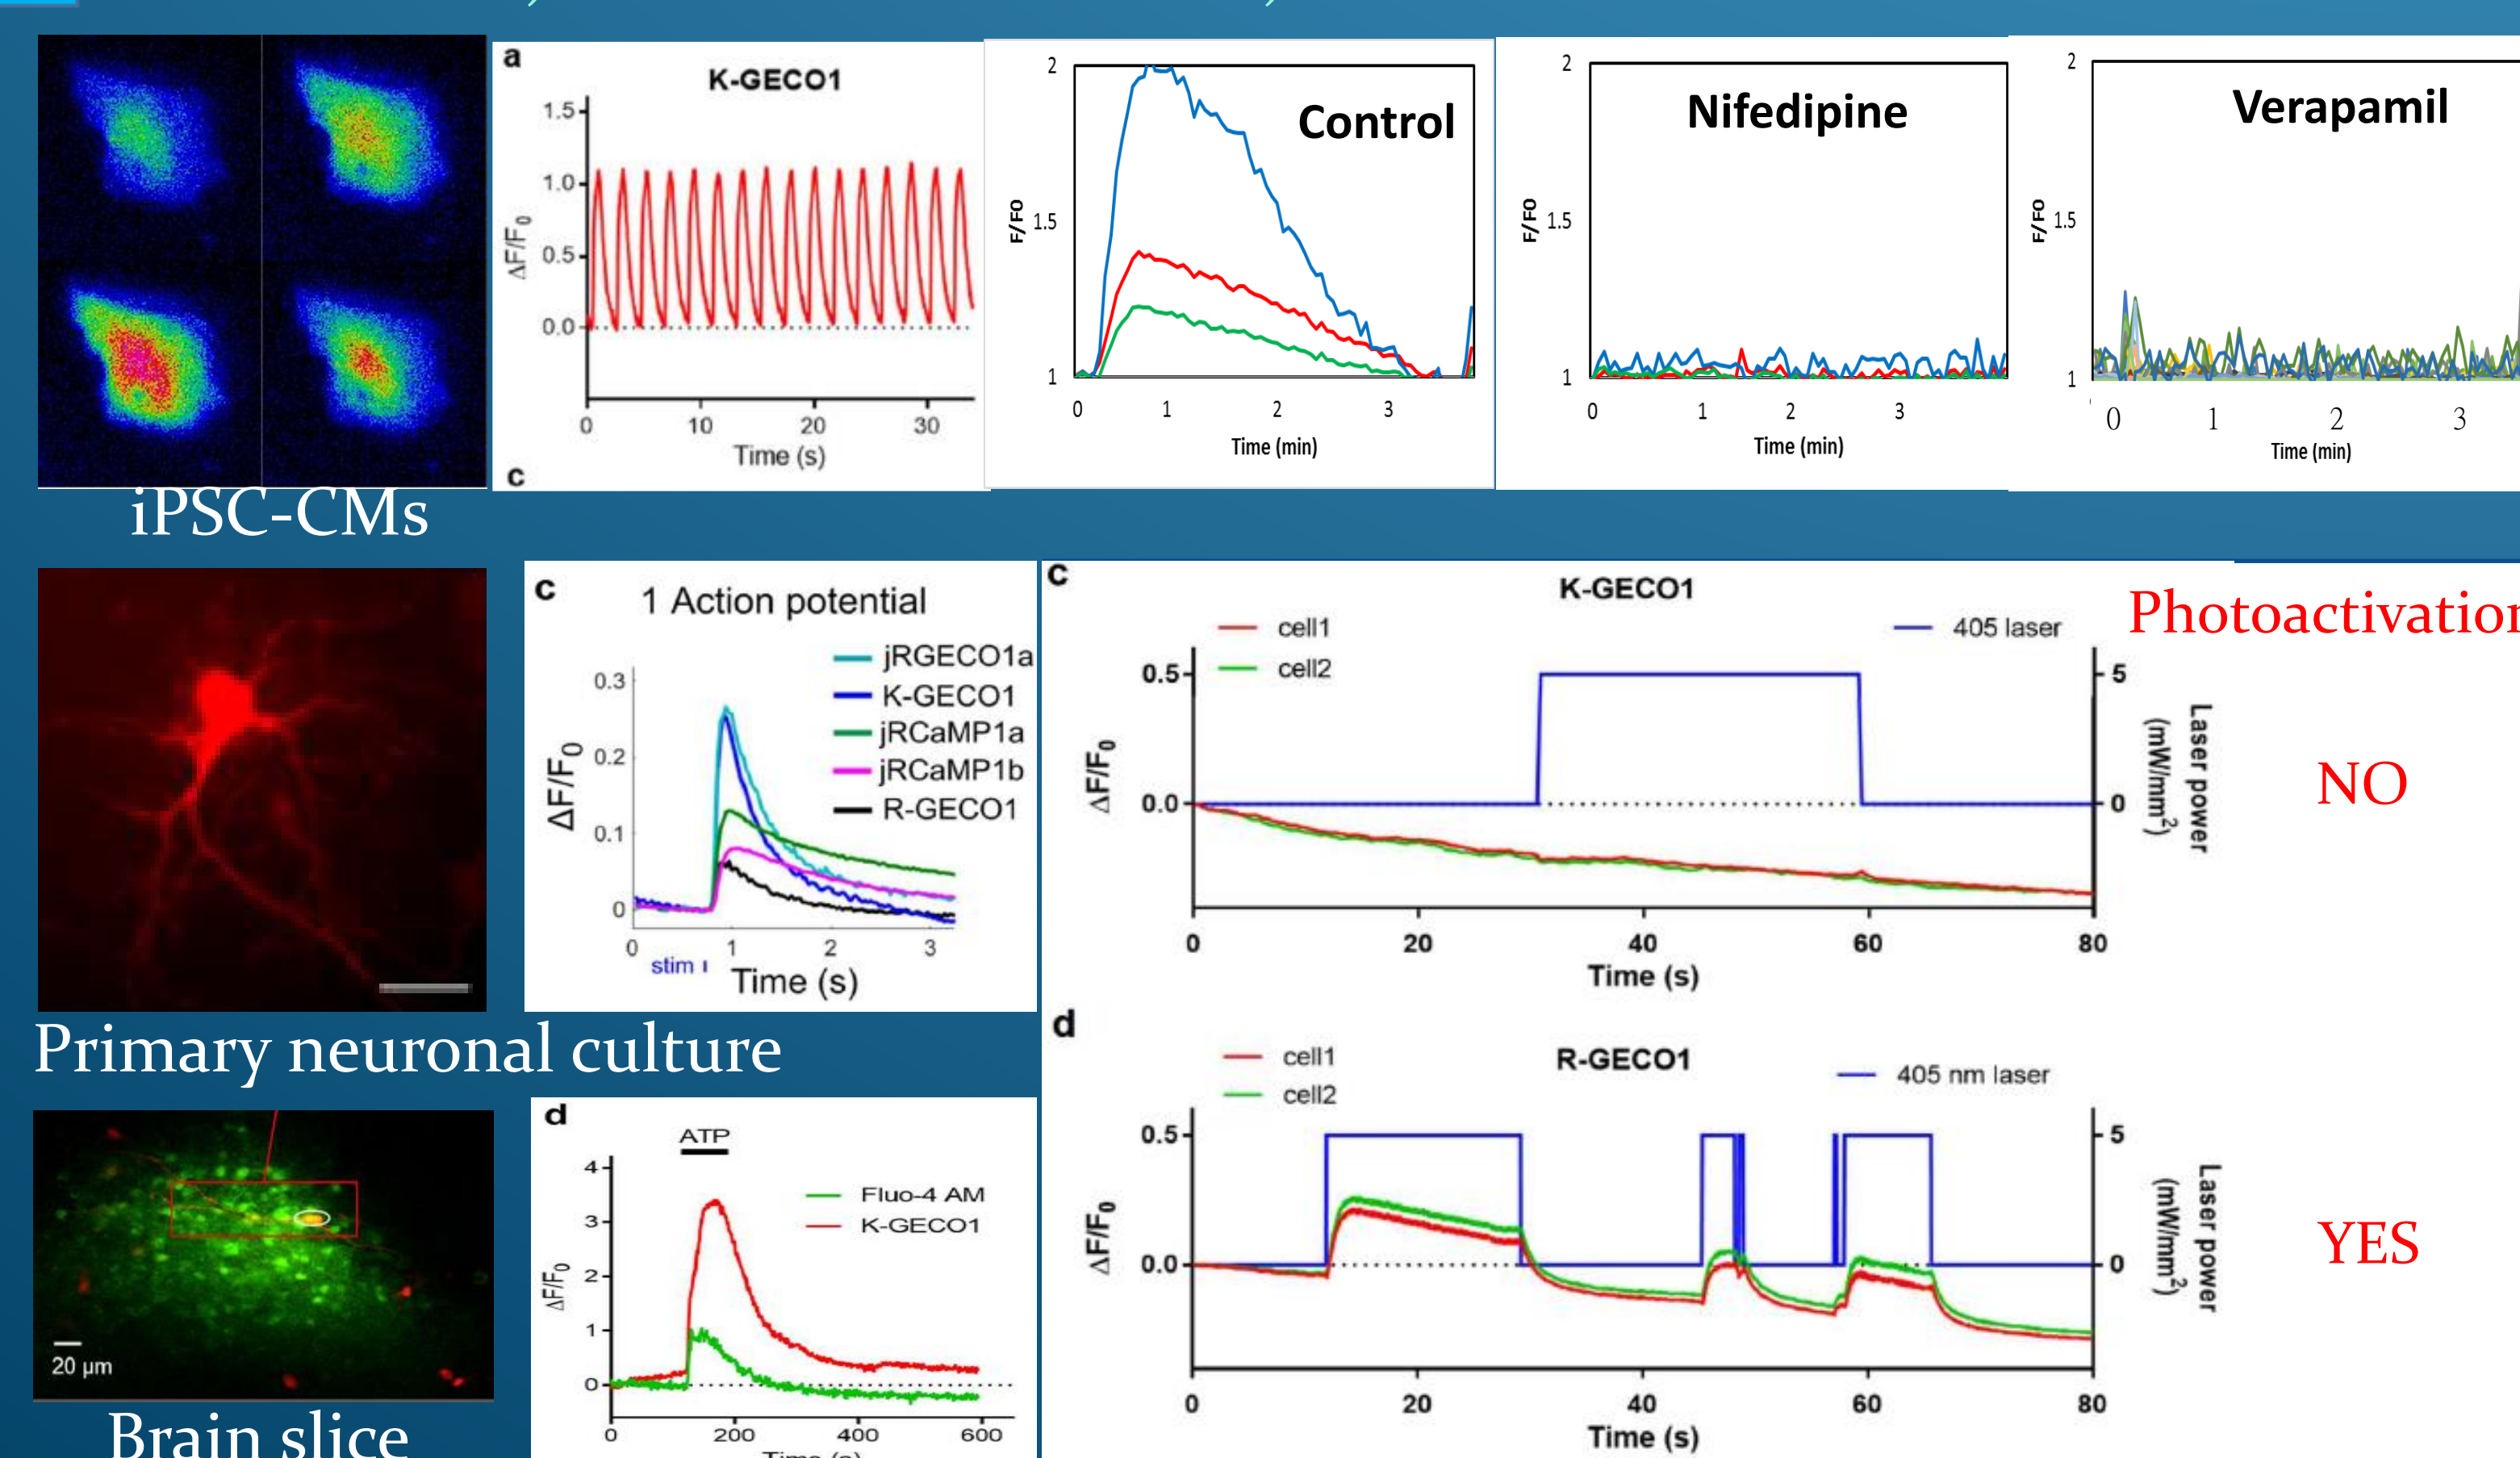 a
K-GECO1
1.5
1.0
0.5
0.0
ΔF/F0
0 10 20 30
Time (s)
c
2
1.5
1
F/F0
Control
0 1 2 3
Time (min)
2
1.5
1
F/F0
Nifedipine
0 1 2 3
Time (min)
2
1.5
1
F/F0
Verapamil
0 1 2 3
Time (min)
iPSC-CMs
c
1 Action potential
jRGECO1a
K-GECO1
jRCaMP1a
jRCaMP1b
R-GECO1
0.3
0.2
0.1
0
ΔF/F0
0 1 2 3
stim
Time (s)
Primary neuronal culture
c
K-GECO1
cell1
cell2
405 laser
0.5
0.0
ΔF/F0
5
0
Laser power
(mW/mm2)
0 20 40 60 80
Time (s)
Photoactivation
NO
d
R-GECO1
cell1
cell2
405 nm laser
0.5
0.0
ΔF/F0
5
0
Laser power
(mW/mm2)
0 20 40 60 80
Time (s)
YES
20 μm
Brain slice
d
ATP
Fluo-4 AM
K-GECO1
4
3
2
1
0
ΔF/F0
0 200 400 600
Time (s)